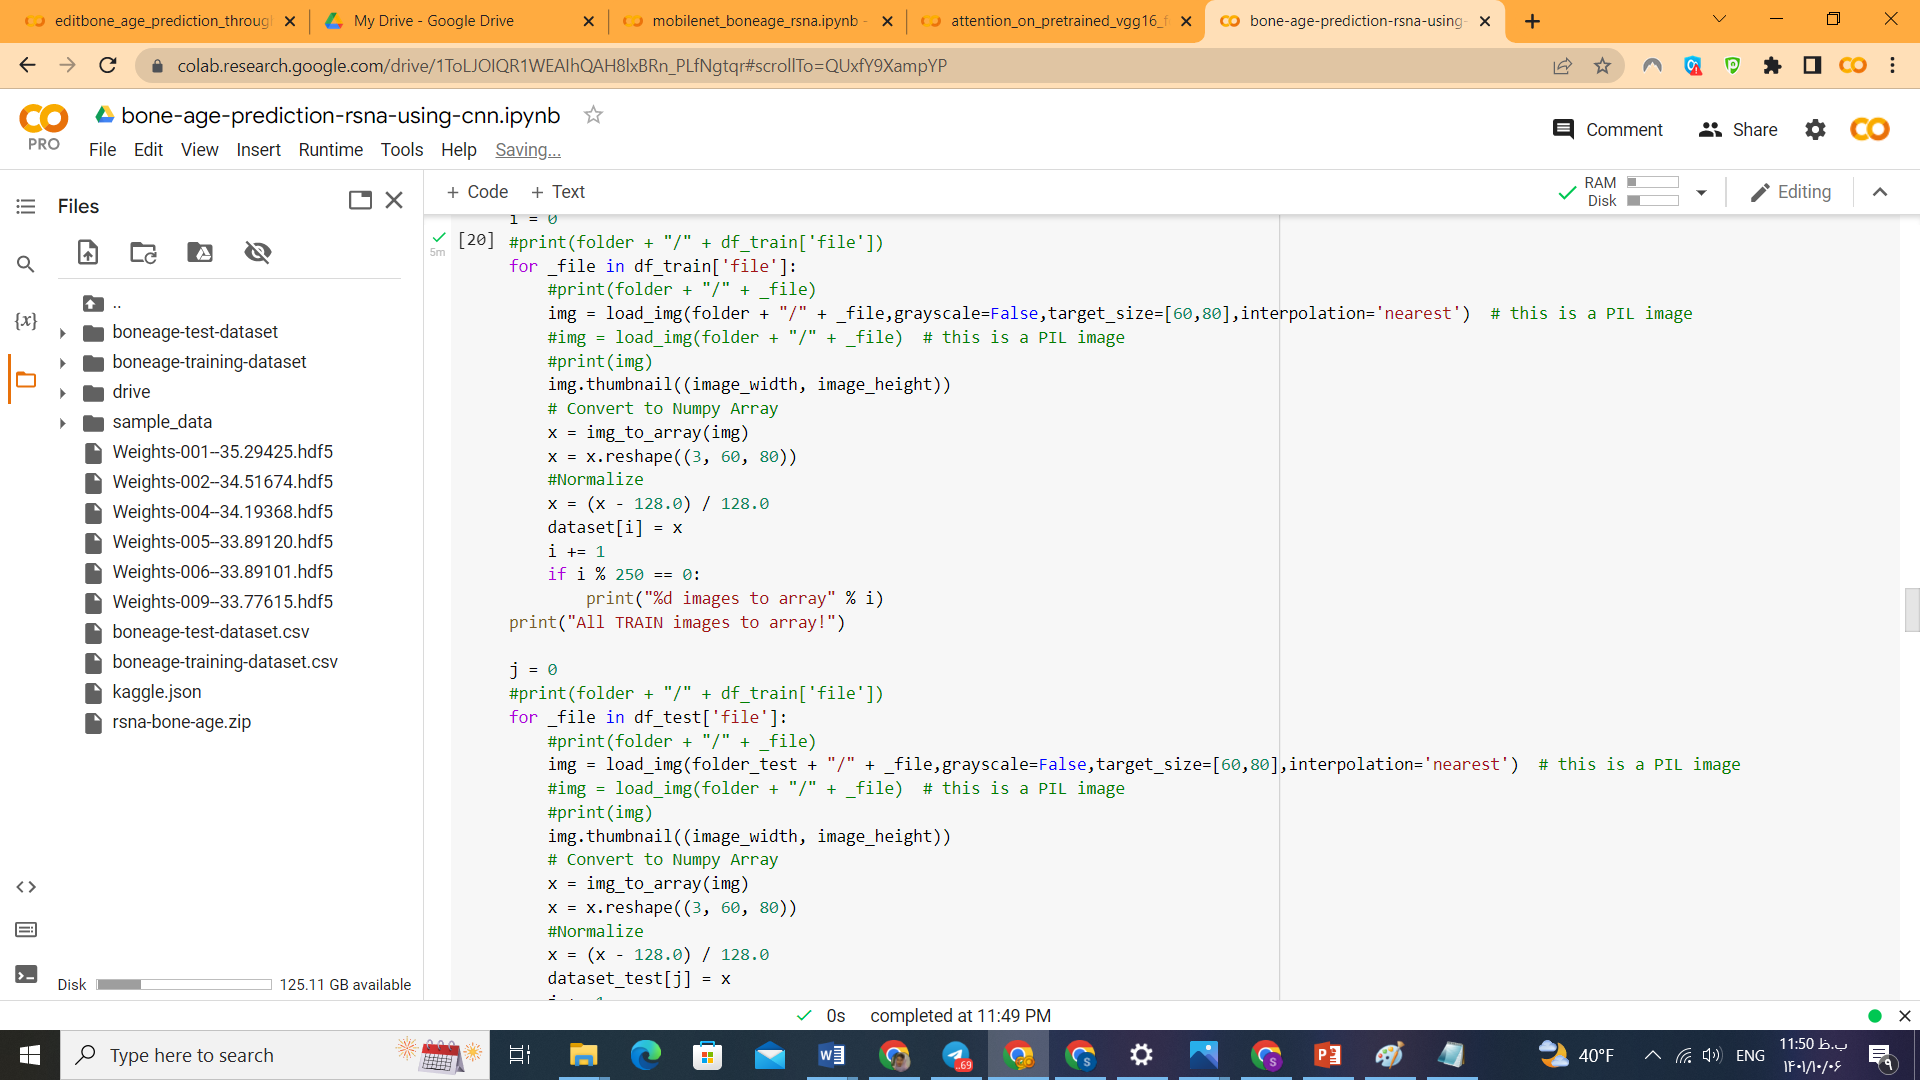 editbone_age_prediction_throug
My Drive - Google Drive
mobilenet_boneage_rsna.ipynb -
attention_on_pretrained_vgg16_f
bone-age-prediction-rsna-using-
colab.research.google.com/drive/1ToLJOIQR1WEAIhQAH8lxBRn_PLfNgtqr#scrollTo=QUxfY9XampYP
PRO
bone-age-prediction-rsna-using-cnn.ipynb
File Edit View Insert Runtime Tools Help Saving...
Comment Share
Files
+ Code + Text
RAM
Disk
Editing
..
boneage-test-dataset
boneage-training-dataset
drive
sample_data
Weights-001--35.29425.hdf5
Weights-002--34.51674.hdf5
Weights-004--34.19368.hdf5
Weights-005--33.89120.hdf5
Weights-006--33.89101.hdf5
Weights-009--33.77615.hdf5
boneage-test-dataset.csv
boneage-training-dataset.csv
kaggle.json
rsna-bone-age.zip
Disk 125.11 GB available
{x}
5m
[20]
i = 0
#print(folder + "/" + df_train['file'])
for _file in df_train['file']:
#print(folder + "/" + _file)
img = load_img(folder + "/" + _file,grayscale=False,target_size=[60,80],interpolation='nearest')  # this is a PIL image
#img = load_img(folder + "/" + _file)  # this is a PIL image
#print(img)
img.thumbnail((image_width, image_height))
# Convert to Numpy Array
x = img_to_array(img)
x = x.reshape((3, 60, 80))
#Normalize
x = (x - 128.0) / 128.0
dataset[i] = x
i += 1
if i % 250 == 0:
print("%d images to array" % i)
print("All TRAIN images to array!")
j = 0
#print(folder + "/" + df_train['file'])
for _file in df_test['file']:
#print(folder + "/" + _file)
img = load_img(folder_test + "/" + _file,grayscale=False,target_size=[60,80],interpolation='nearest')  # this is a PIL image
#img = load_img(folder + "/" + _file)  # this is a PIL image
#print(img)
img.thumbnail((image_width, image_height))
# Convert to Numpy Array
x = img_to_array(img)
x = x.reshape((3, 60, 80))
#Normalize
x = (x - 128.0) / 128.0
dataset_test[j] = x
0s completed at 11:49 PM
Type here to search
..69
40°F
ENG
11:50 ب.ظ
۱۴۰۱/۱۰/۰۶